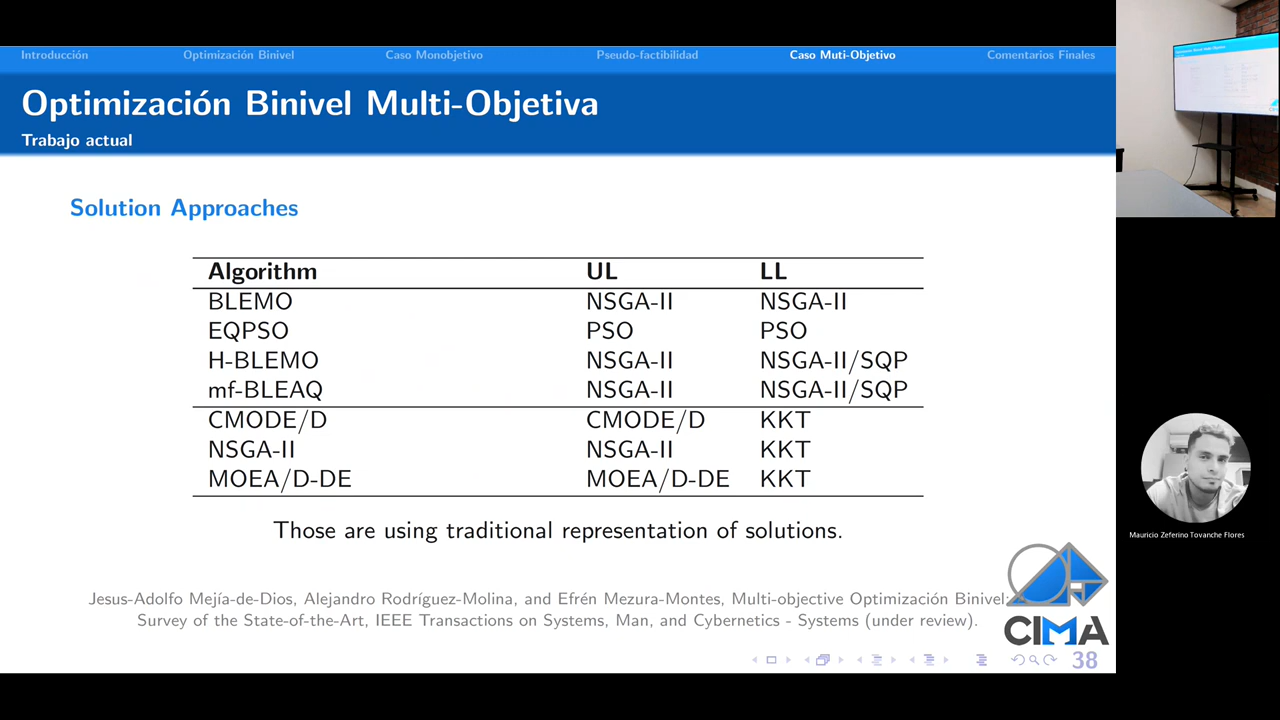 Introducción Optimización Binivel Caso Monobjetivo Pseudo-factibilidad Caso Muti-Objetivo Comentarios Finales
Optimización Binivel Multi-Objetiva
Trabajo actual
Solution Approaches
Algorithm UL LL
BLEMO NSGA-II NSGA-II
EQPSO PSO PSO
H-BLEMO NSGA-II NSGA-II/SQP
mf-BLEAQ NSGA-II NSGA-II/SQP
CMODE/D CMODE/D KKT
NSGA-II NSGA-II KKT
MOEA/D-DE MOEA/D-DE KKT
Those are using traditional representation of solutions.
Jesus-Adolfo Mejía-de-Dios, Alejandro Rodríguez-Molina, and Efrén Mezura-Montes, Multi-objective Optimización Binivel:
Survey of the State-of-the-Art, IEEE Transactions on Systems, Man, and Cybernetics - Systems (under review).
CIMA
38
Mauricio Zeferino Tovanche Flores